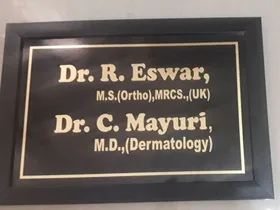 Dr. R. Eswar,
M.S.(Ortho),MRCS.,(UK)
Dr. C. Mayuri,
M.D.,(Dermatology)